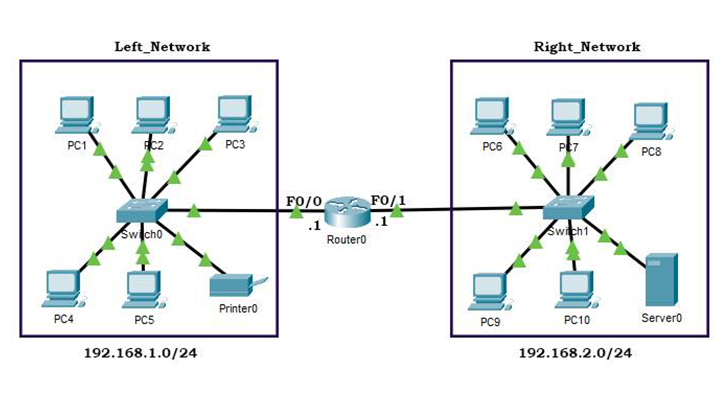 Left_Network
Right_Network
PC1
PC2
PC3
PC6
PC7
PC8
F0/0
F0/1
Switch0
.1
.1
Switch1
Router0
PC4
PC5
Printer0
PC9
PC10
Server0
192.168.1.0/24
192.168.2.0/24